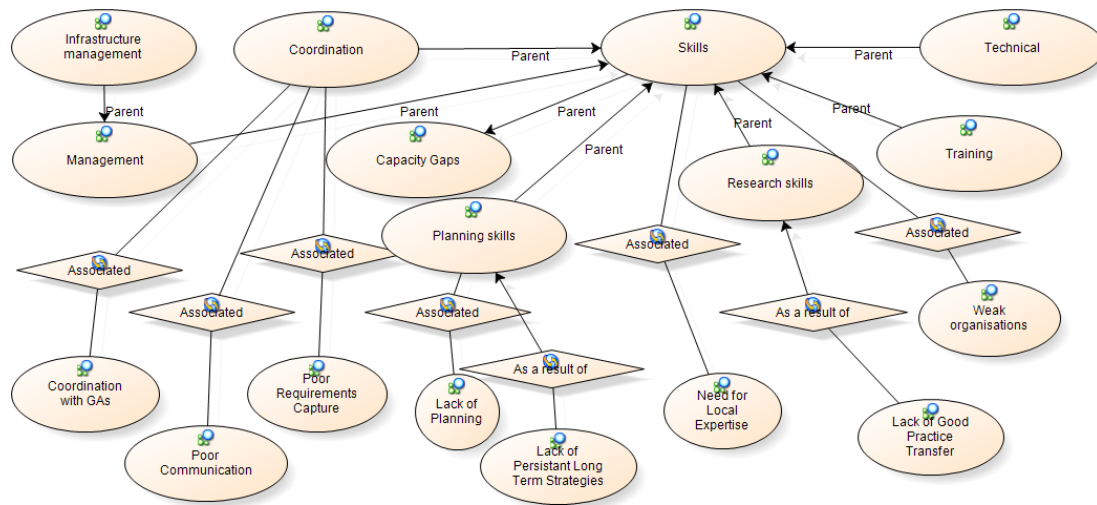 Infrastructure
management
Coordination
Skills
Technical
Parent
Parent
Parent
Parent
Parent
Management
Capacity Gaps
Parent
Parent
Training
Research skills
Planning skills
Associated
Associated
Associated
Associated
Associated
Associated
As a result of
Weak
organisations
As a result of
Coordination
with GAs
Poor
Requirements
Capture
Lack of
Planning
Need for
Local
Expertise
Lack of Good
Practice
Transfer
Poor
Communication
Lack of
Persistant Long
Term Strategies